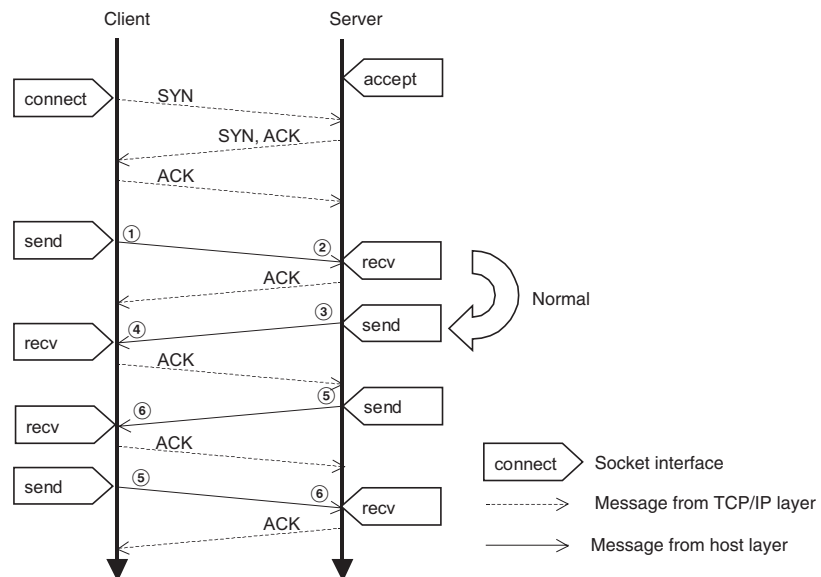 Client Server
accept
connect SYN
SYN, ACK
ACK
send ① ② recv
ACK
Normal
③ send
recv ④
ACK
⑤ send
recv ⑥
ACK
connect Socket interface
send ⑤ ⑥ recv
Message from TCP/IP layer
ACK
Message from host layer